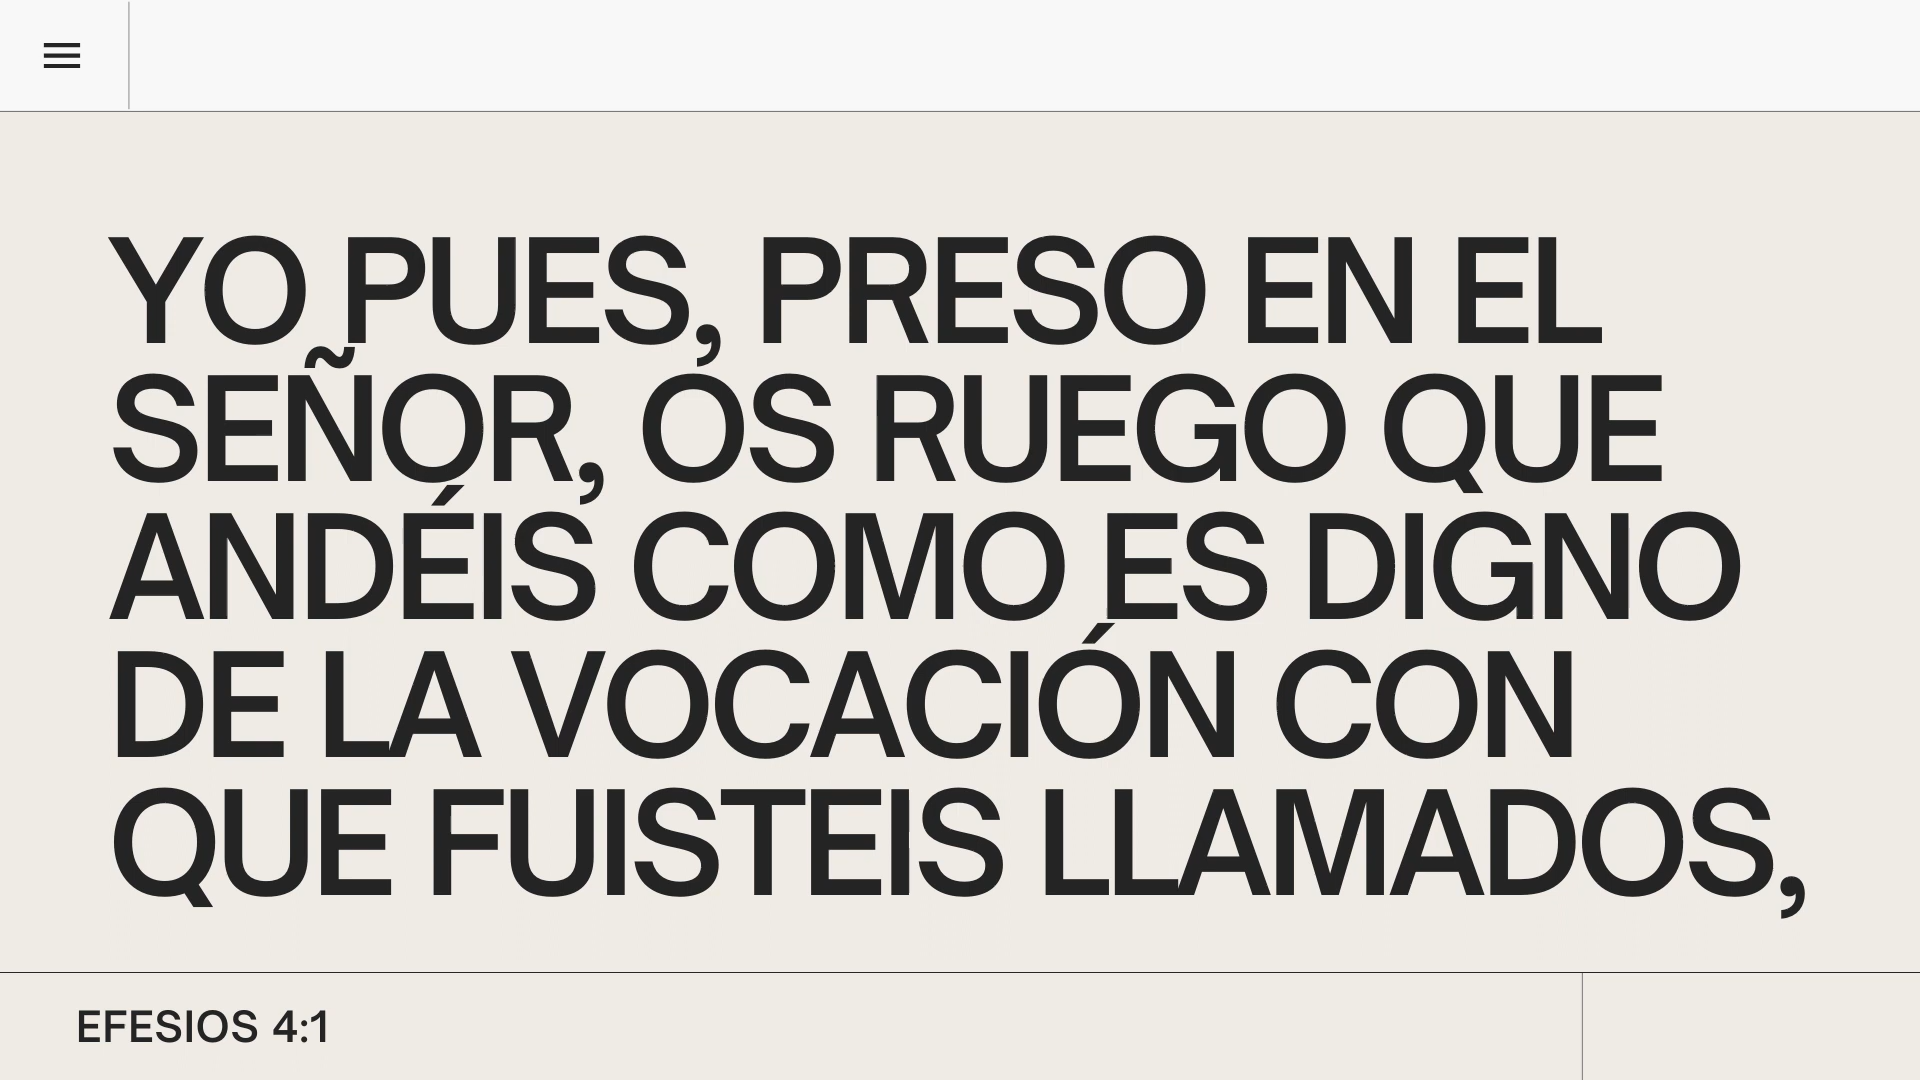 YO PUES, PRESO EN EL
SEÑOR, OS RUEGO QUE
ANDÉIS COMO ES DIGNO
DE LA VOCACIÓN CON
QUE FUISTEIS LLAMADOS,
EFESIOS 4:1